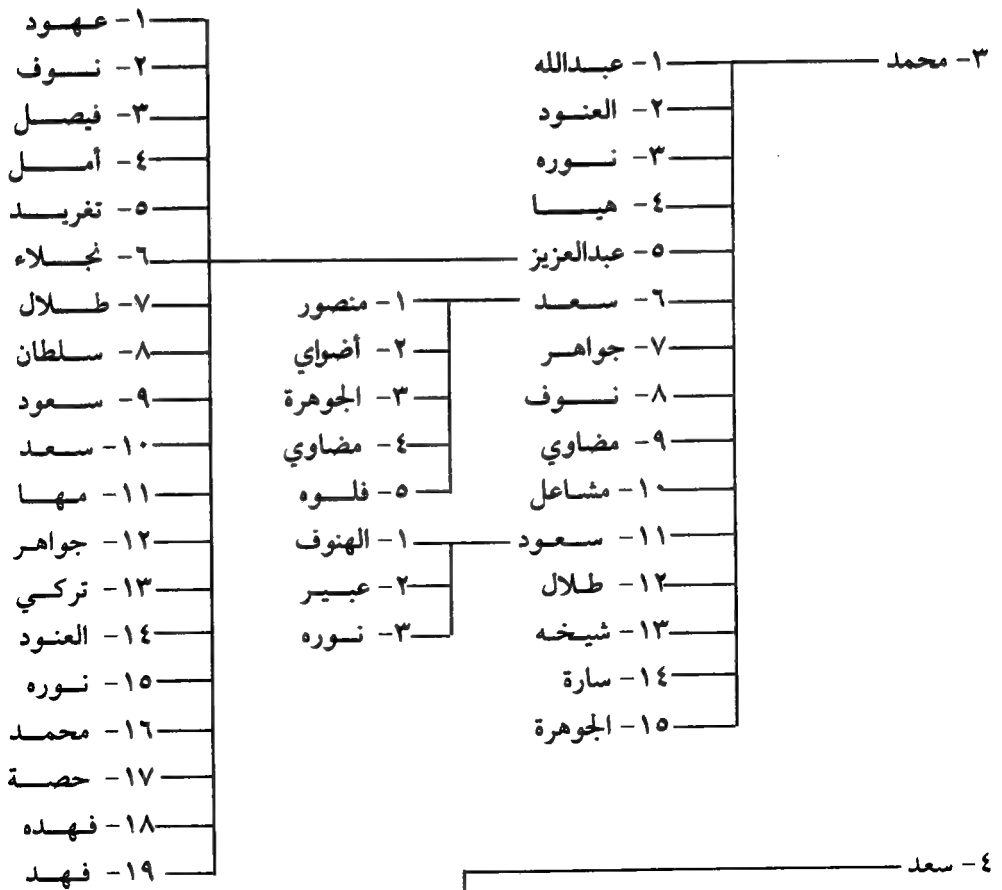 ٣- محمد
١- عبدالله
٢- العنود
٣- نوره
٤- هيا
٥- عبدالعزيز
٦- سعد
٧- جواهر
٨- نوف
٩- مضاوي
١٠- مشاعل
١١- سعود
١٢- طلال
١٣- شيخه
١٤- سارة
١٥- الجوهرة
١- عهود
٢- نوف
٣- فيصل
٤- أمل
٥- تغريد
٦- نجلاء
٧- طلال
٨- سلطان
٩- سعود
١٠- سعد
١١- مها
١٢- جواهر
١٣- تركي
١٤- العنود
١٥- نوره
١٦- محمد
١٧- حصة
١٨- فهده
١٩- فهد
١- منصور
٢- أضواي
٣- الجوهرة
٤- مضاوي
٥- فلوه
١- الهنوف
٢- عبير
٣- نوره
٤- سعد